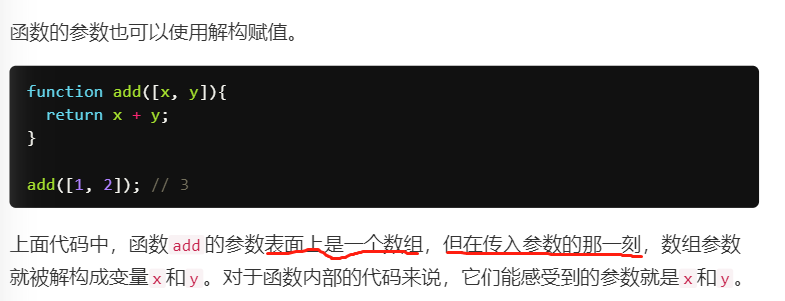 函数的参数也可以使用解构赋值。
function add([x, y]){
  return x + y;
}
add([1, 2]); // 3
上面代码中，函数add的参数表面上是一个数组，但在传入参数的那一刻，数组参数
就被解构成变量x和y。对于函数内部的代码来说，它们能感受到的参数就是x和y。